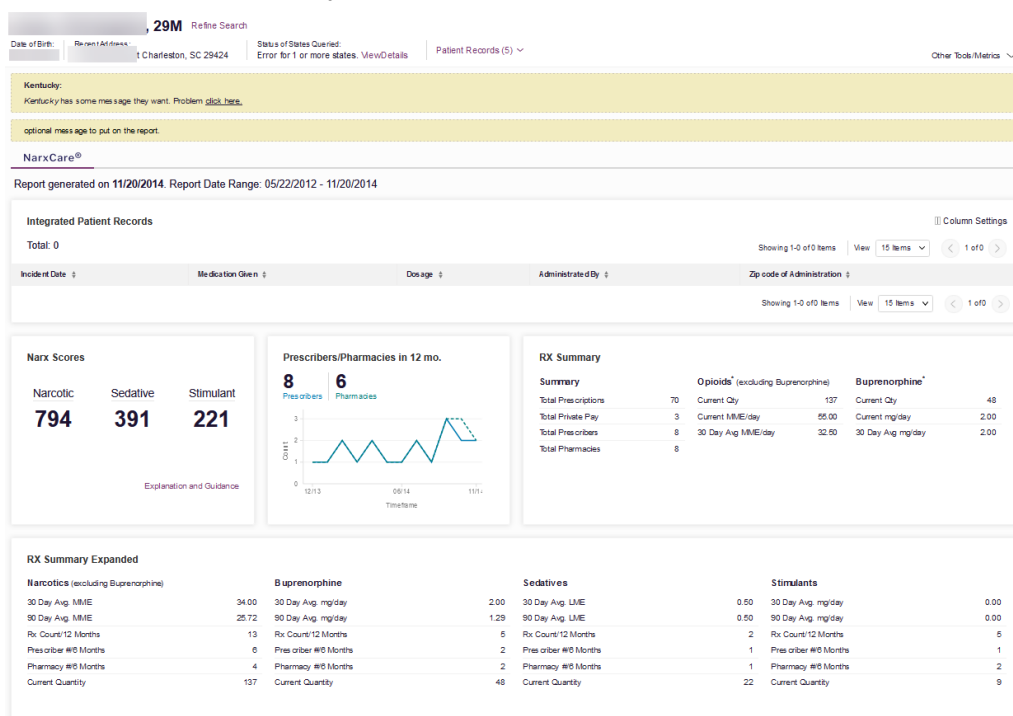 , 29M Refine Search
Date of Birth: Recent Address: Status of States Queried: Patient Records (5) Other Tools/Metrics
t Charleston, SC 29424 Error for 1 or more states. ViewDetails
Kentucky:
Kentucky has some message they want. Problem click here.
optional message to put on the report.
NarxCare®
Report generated on 11/20/2014. Report Date Range: 05/22/2012 - 11/20/2014
Integrated Patient Records Column Settings
Total: 0
Showing 1-0 of 0 Items View 15 Items 1 of 0
Incident Date Medication Given Dosage Administrated By Zip code of Administration
Showing 1-0 of 0 Items View 15 Items 1 of 0
Narx Scores
Narcotic Sedative Stimulant
794 391 221
Explanation and Guidance
Prescribers/Pharmacies in 12 mo.
8 6
Prescribers Pharmacies
3
2
1
0
Count
12/13 06/14 11/1
Timeframe
RX Summary
Summary Opioids* (excluding Buprenorphine) Buprenorphine*
Total Prescriptions 70 Current Qty 137 Current Qty 48
Total Private Pay 3 Current MME/day 55.00 Current mg/day 2.00
Total Prescribers 8 30 Day Avg MME/day 32.50 30 Day Avg mg/day 2.00
Total Pharmacies 8
RX Summary Expanded
Narcotics (excluding Buprenorphine) Buprenorphine Sedatives Stimulants
30 Day Avg. MME 34.00 30 Day Avg. mg/day 2.00 30 Day Avg. LME 0.50 30 Day Avg. mg/day 0.00
90 Day Avg. MME 25.72 90 Day Avg. mg/day 1.29 90 Day Avg. LME 0.50 90 Day Avg. mg/day 0.00
Rx Count/12 Months 13 Rx Count/12 Months 5 Rx Count/12 Months 2 Rx Count/12 Months 5
Prescriber #/6 Months 6 Prescriber #/6 Months 2 Prescriber #/6 Months 1 Prescriber #/6 Months 1
Pharmacy #/6 Months 4 Pharmacy #/6 Months 2 Pharmacy #/6 Months 1 Pharmacy #/6 Months 2
Current Quantity 137 Current Quantity 48 Current Quantity 22 Current Quantity 9